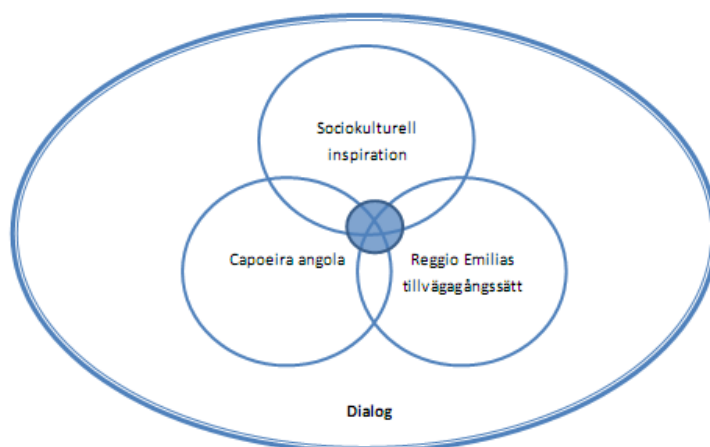 Sociokulturell
inspiration
Capoeira angola
Reggio Emilias
tillvägagångssätt
Dialog